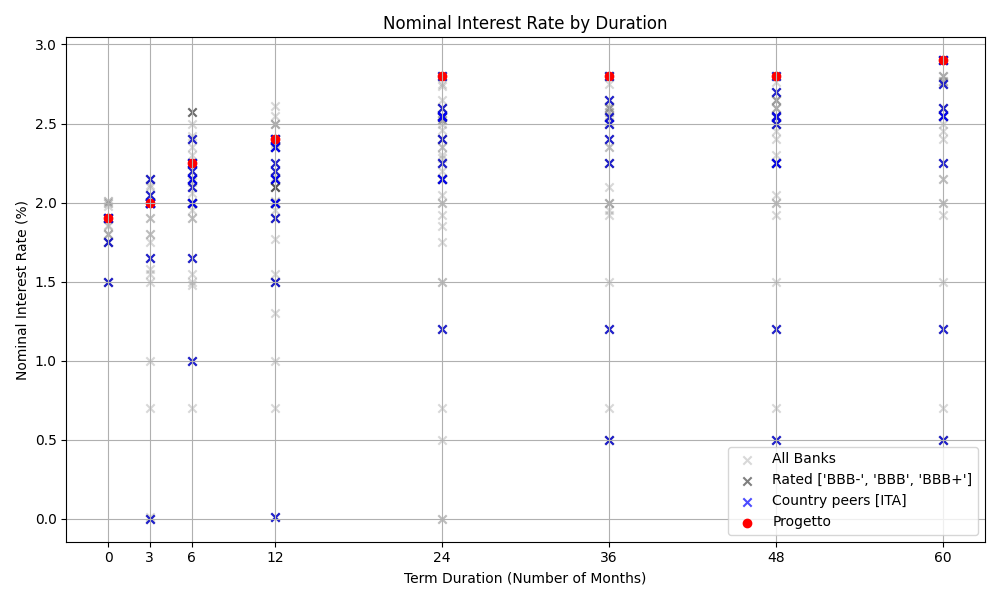 Nominal Interest Rate by Duration
Nominal Interest Rate (%)
3.0
2.5
2.0
1.5
1.0
0.5
0.0
0 3 6 12 24 36 48 60
Term Duration (Number of Months)
All Banks
Rated ['BBB-', 'BBB', 'BBB+']
Country peers [ITA]
Progetto